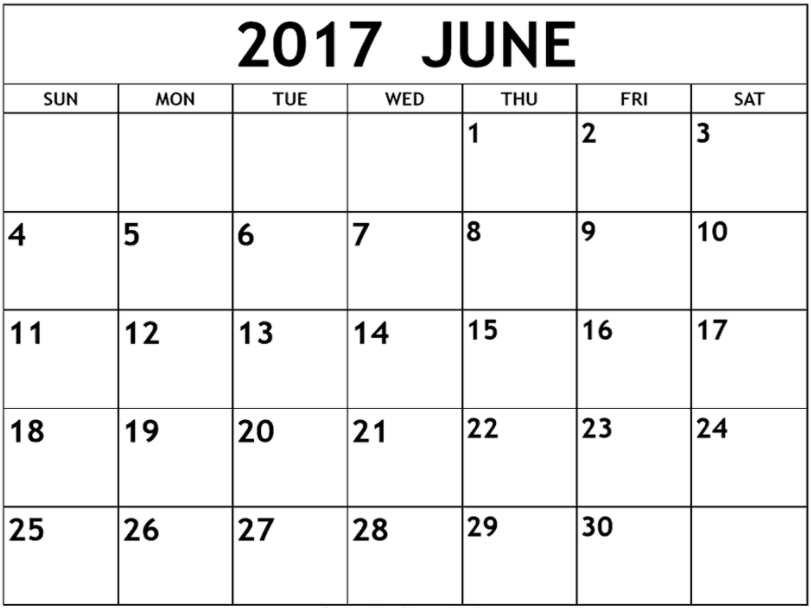 2017 JUNE
SUN MON TUE WED THU FRI SAT
1 2 3
4 5 6 7 8 9 10
11 12 13 14 15 16 17
18 19 20 21 22 23 24
25 26 27 28 29 30